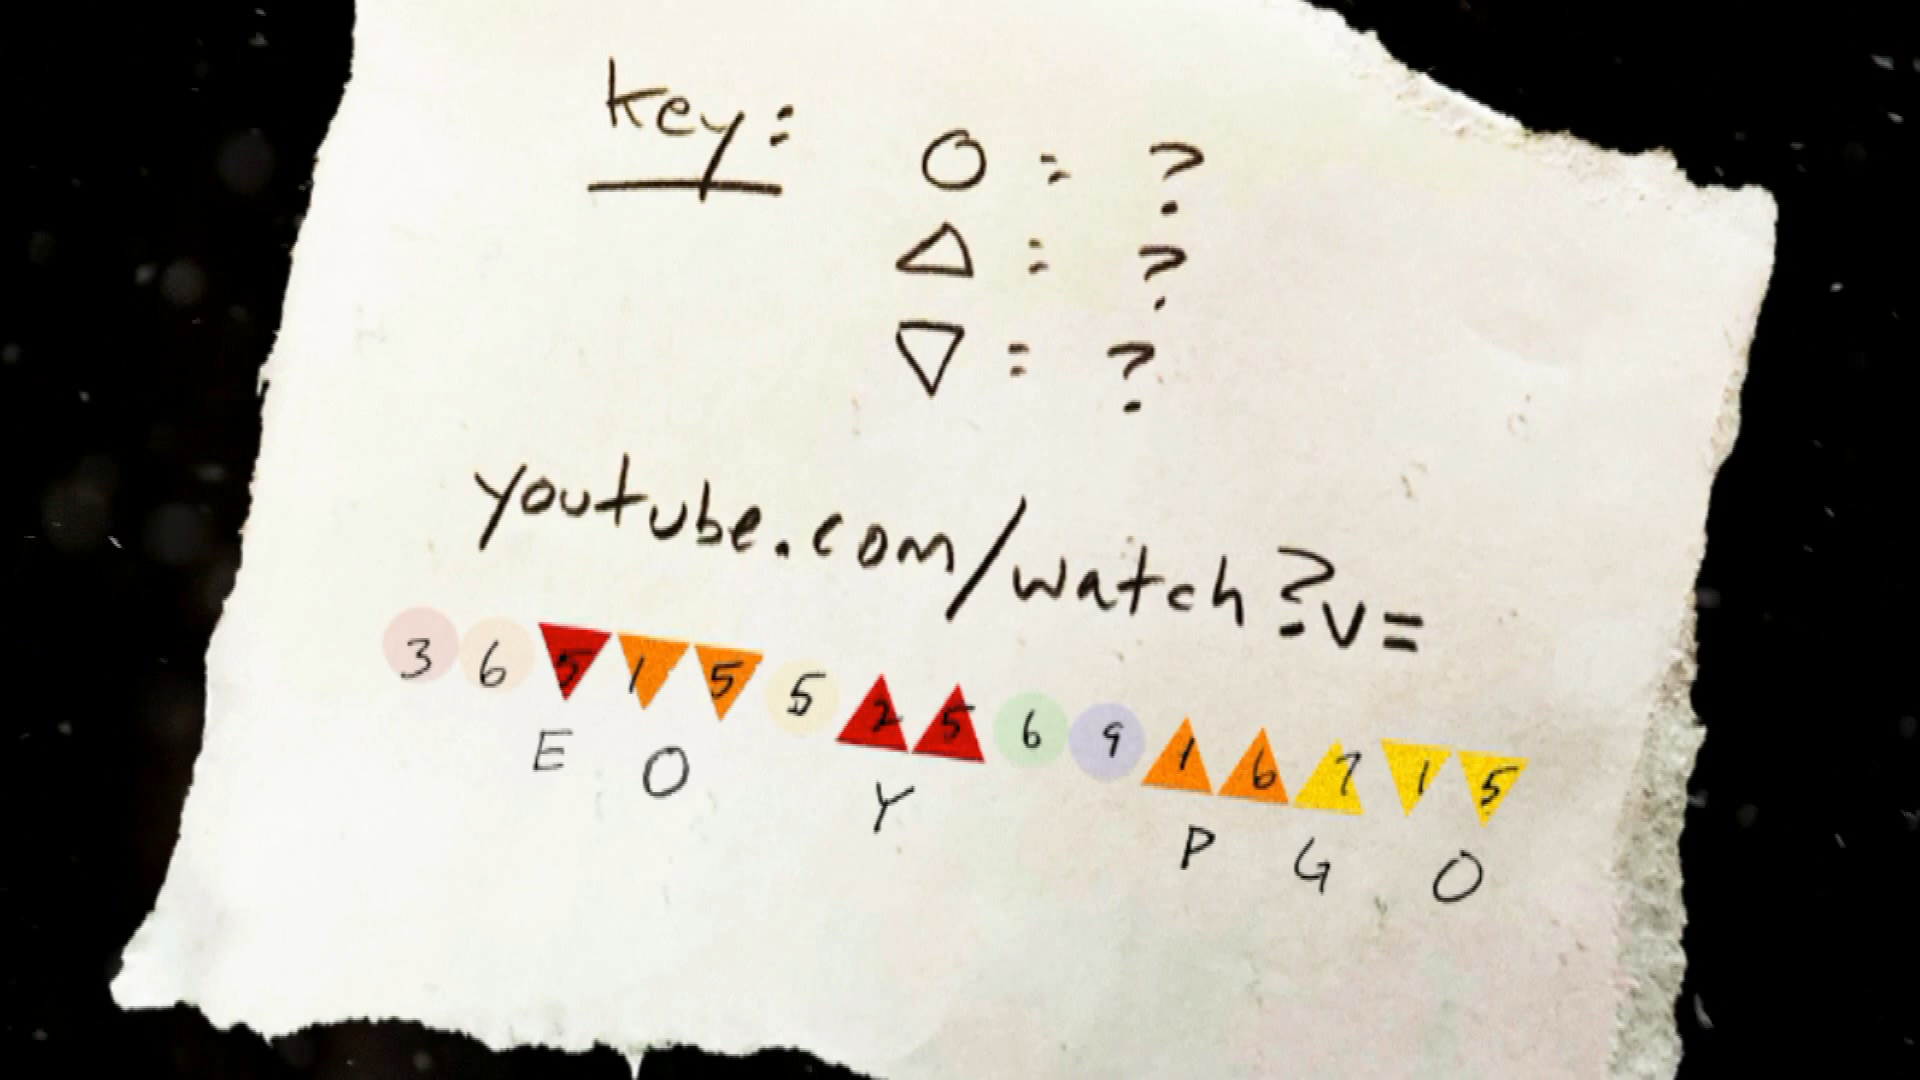 key:
O = ?
△ = ?
▽ = ?
youtube.com/watch?v=
3 6 5 1 5 5 2 5 6 9 1 6 7 1 5
E O Y P G O